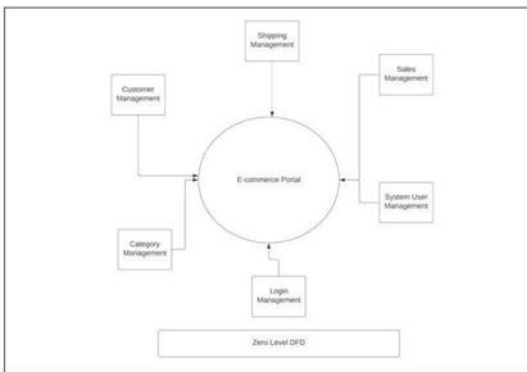 Shipping
Management
Sales
Management
Customer
Management
E-commerce Portal
System User
Management
Category
Management
Login
Management
Zero Level DFD